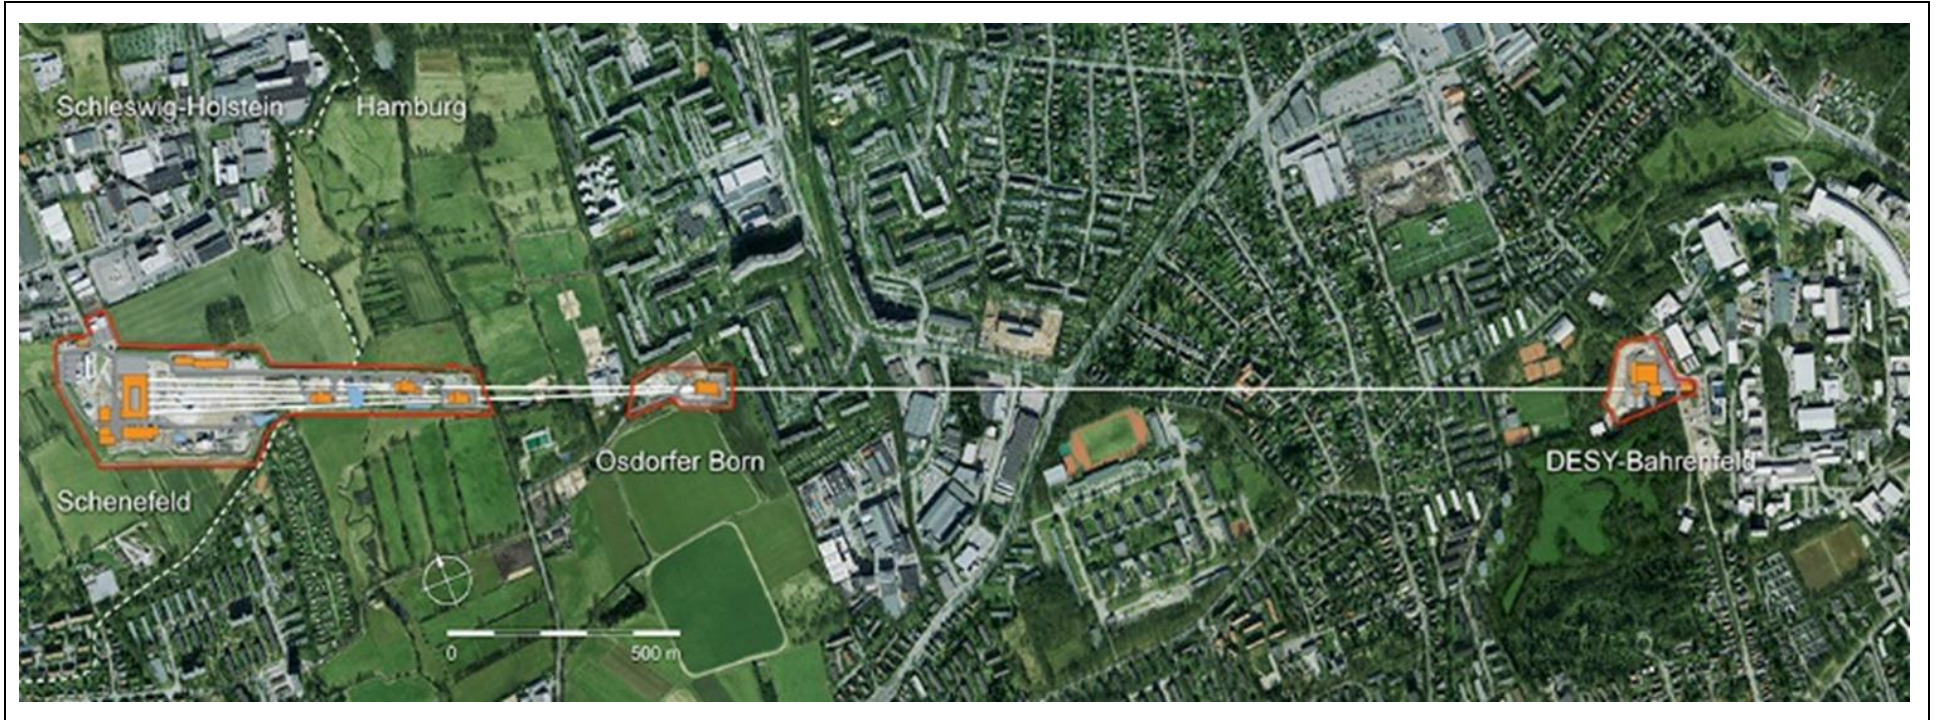 Schleswig-Holstein
Hamburg
Osdorfer Born
DESY-Bahrenfeld
Schenefeld
0
500 m